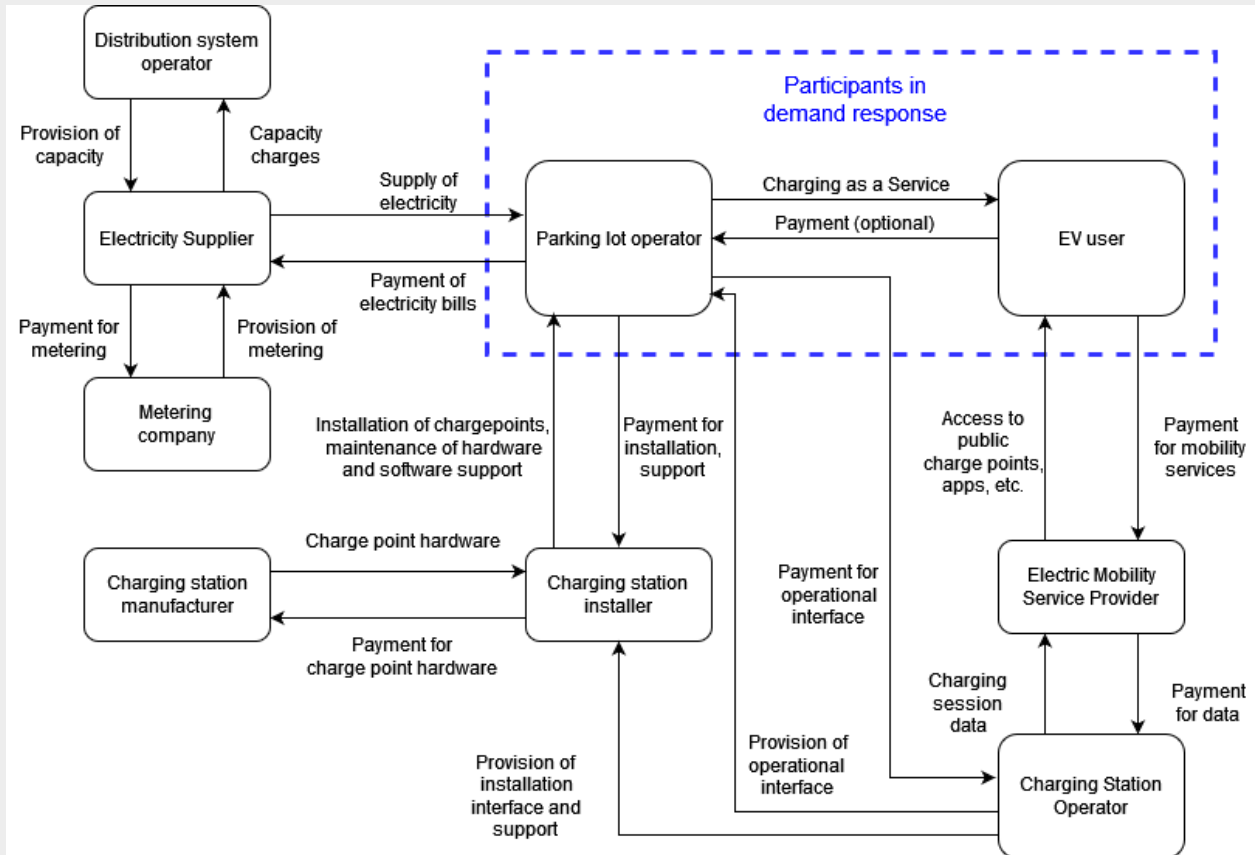 Distribution system
operator
Participants in
demand response
Provision of
capacity
Capacity
charges
Supply of
electricity
Charging as a Service
Electricity Supplier
Parking lot operator
Payment (optional)
EV user
Payment of
electricity bills
Payment for
metering
Provision of
metering
Metering
company
Installation of chargepoints,
maintenance of hardware
and software support
Payment for
installation,
support
Access to
public
charge points,
apps, etc.
Payment
for mobility
services
Charge point hardware
Charging station
manufacturer
Charging station
installer
Payment for
operational
interface
Electric Mobility
Service Provider
Payment for
charge point hardware
Charging
session
data
Payment
for data
Provision of
installation
interface and
support
Provision of
operational
interface
Charging Station
Operator